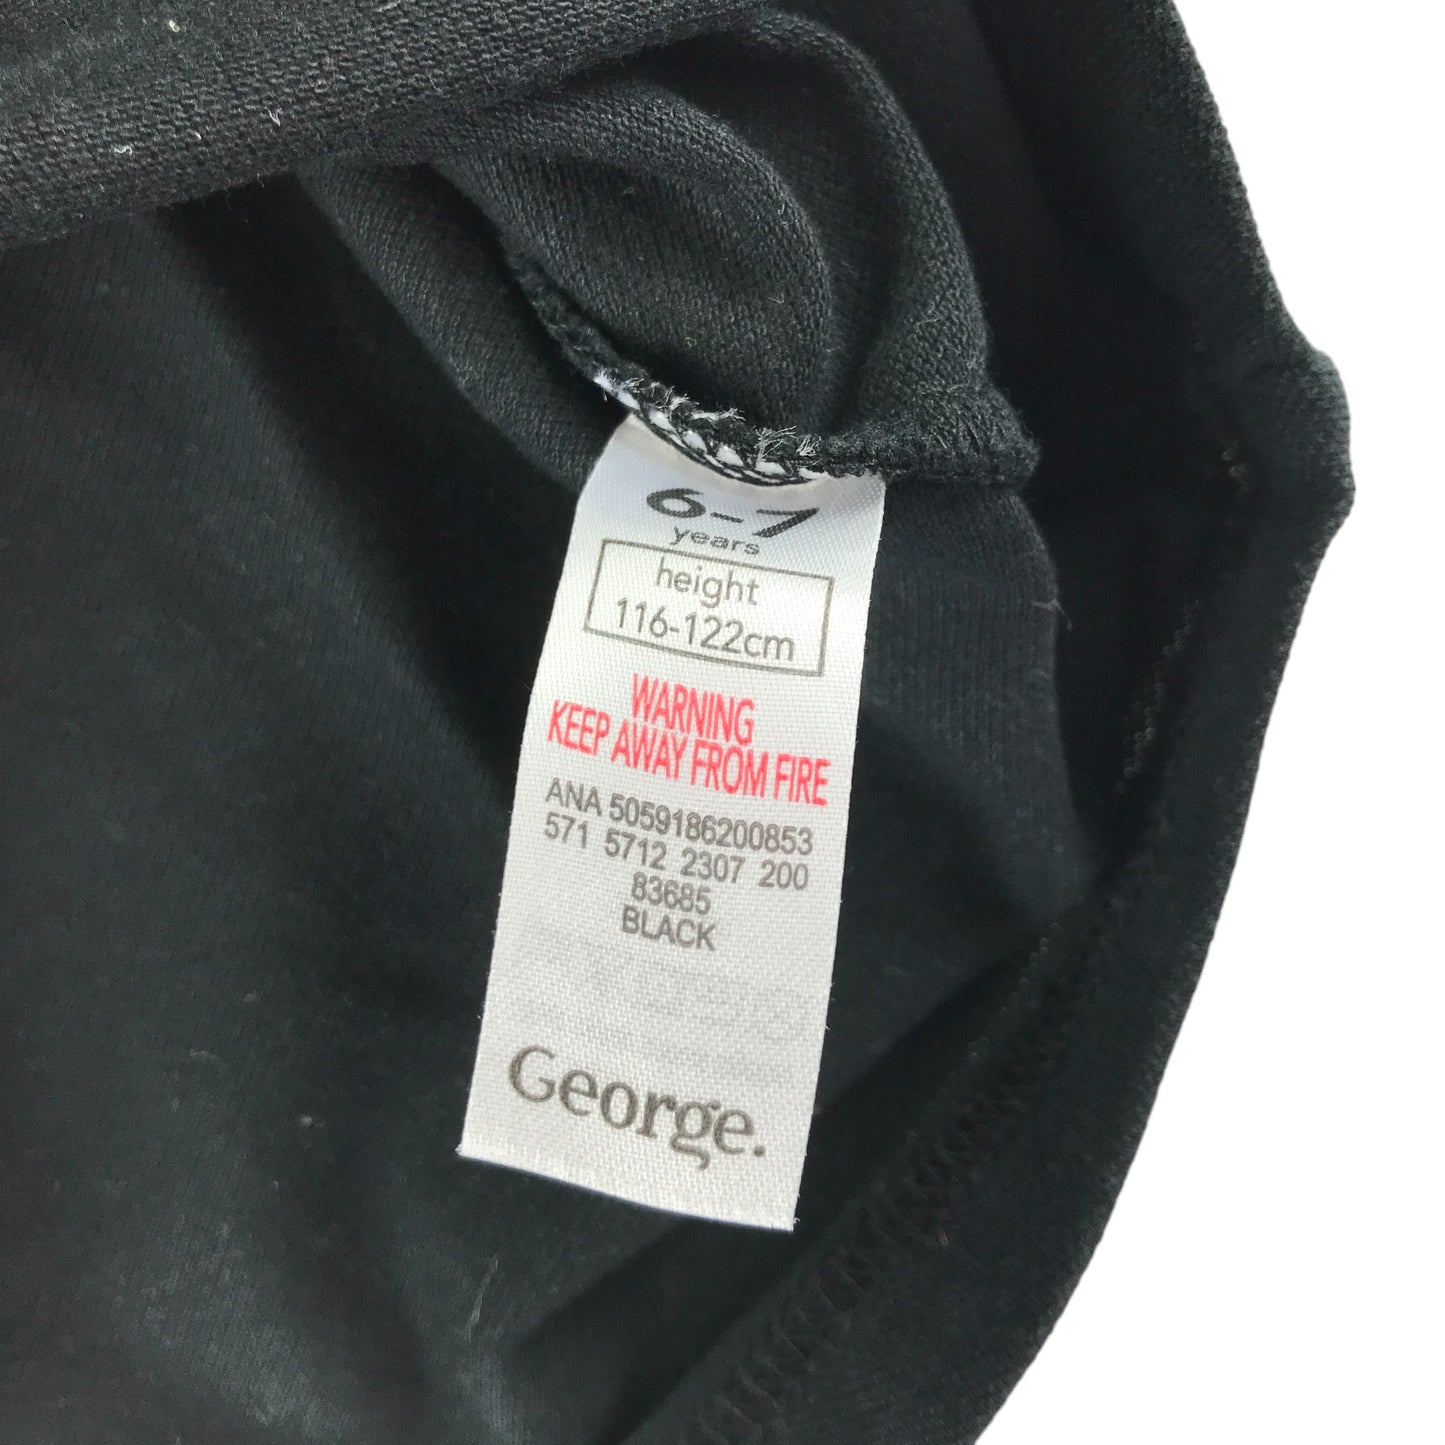 6-7
years
height
116-122cm
WARNING
KEEP AWAY FROM FIRE
ANA 5059186200853
571 5712 2307 200
83685
BLACK
George.